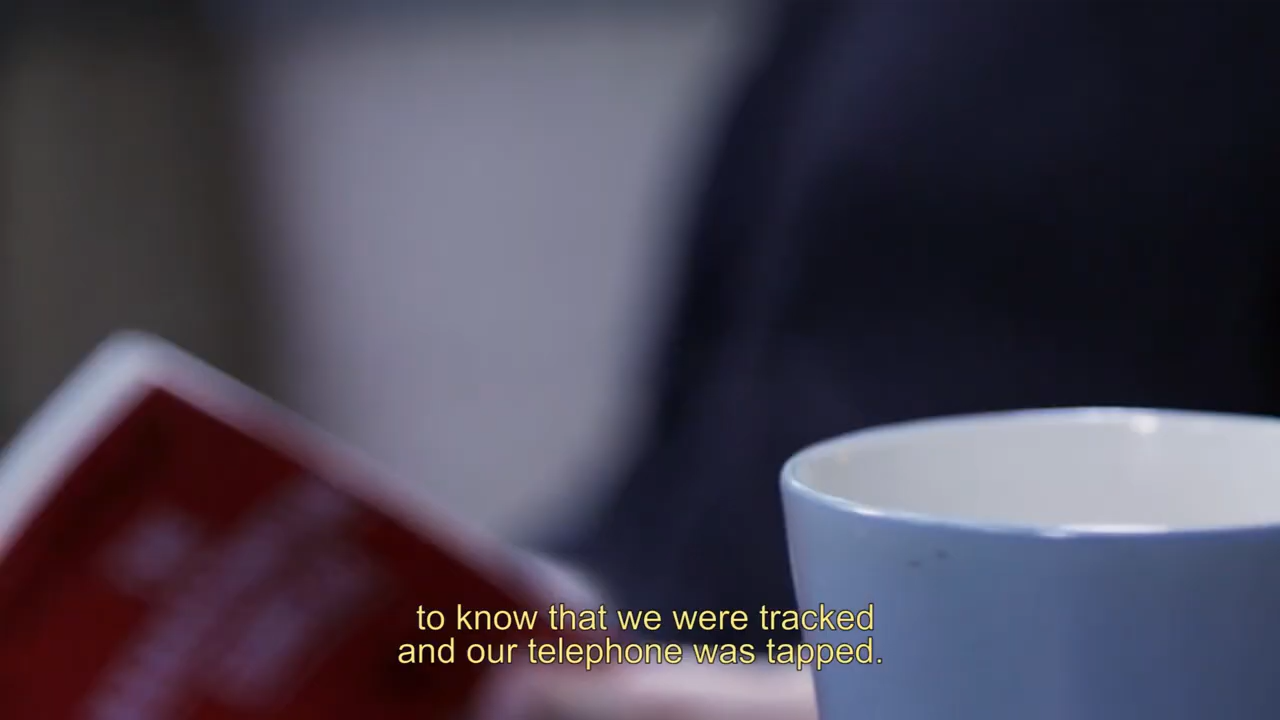 to know that we were tracked
and our telephone was tapped.